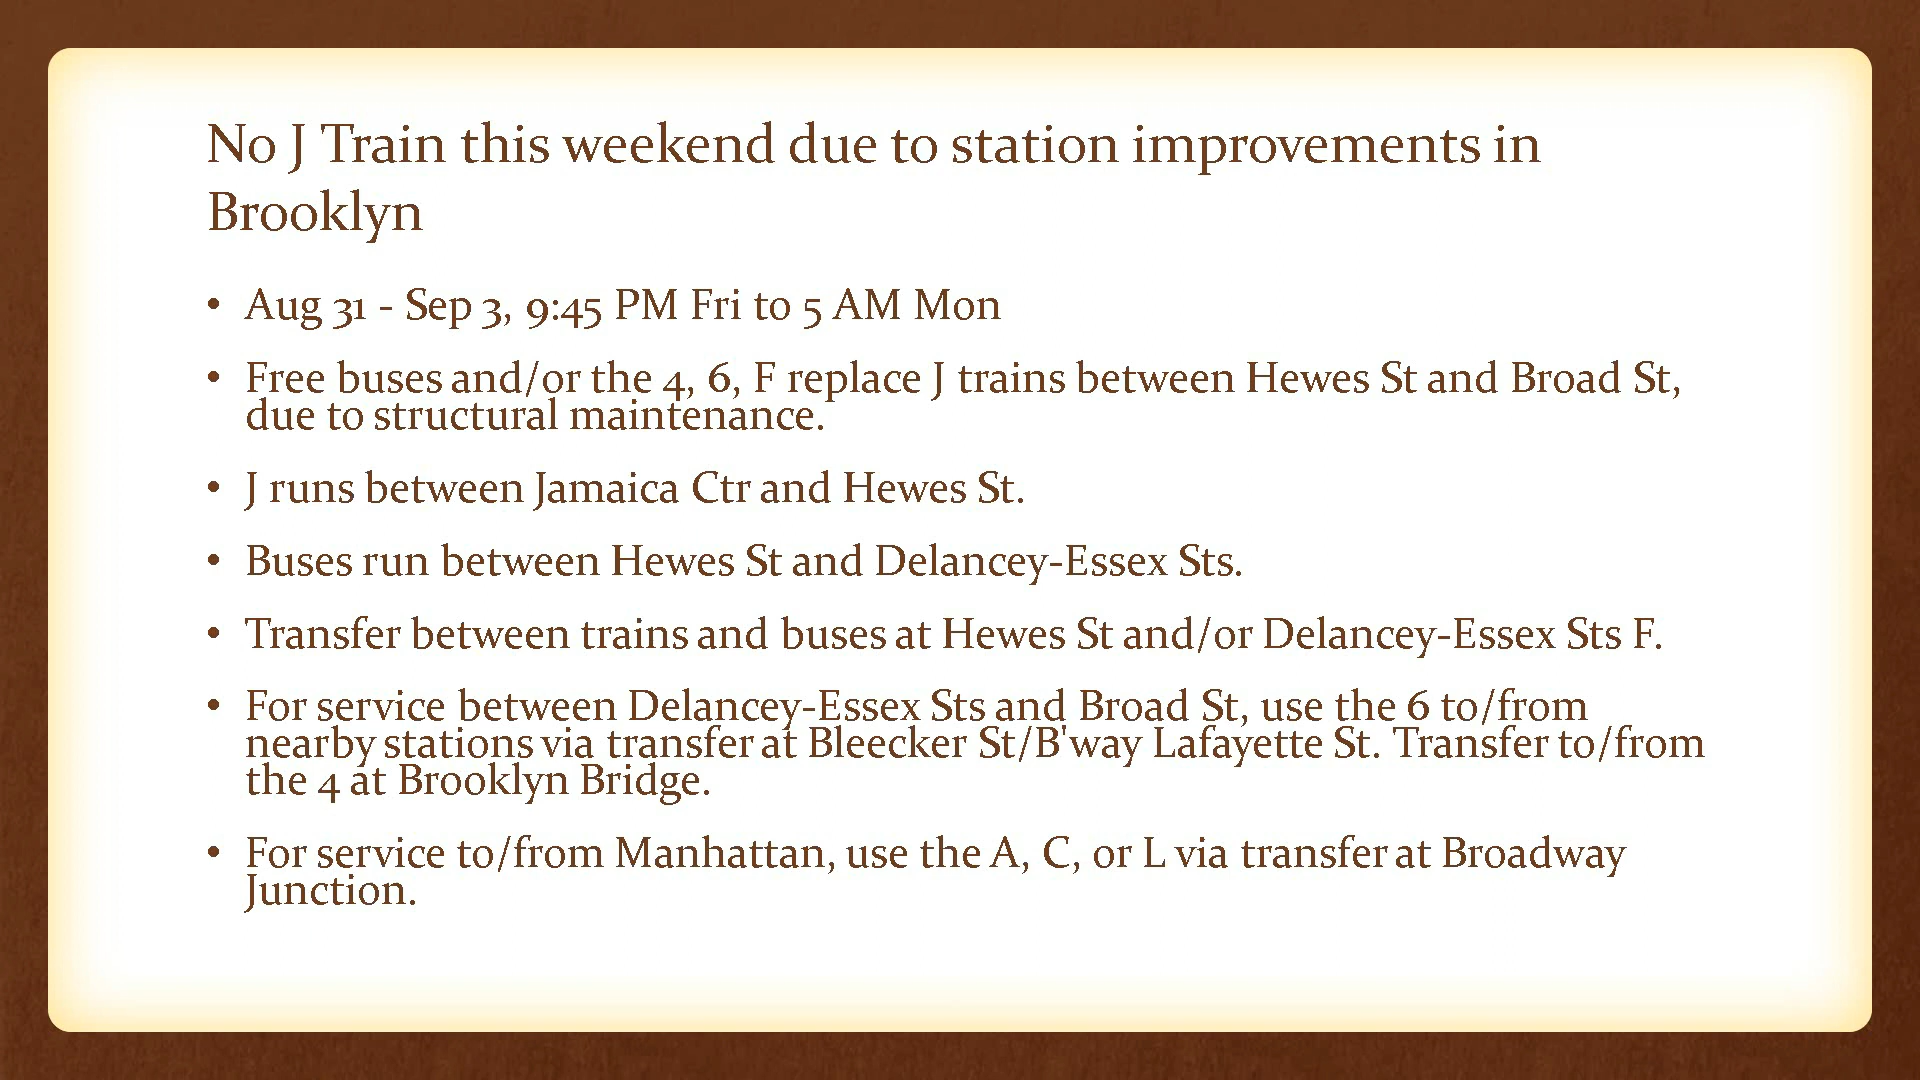 No J Train this weekend due to station improvements in
Brooklyn
• Aug 31 - Sep 3, 9:45 PM Fri to 5 AM Mon
• Free buses and/or the 4, 6, F replace J trains between Hewes St and Broad St,
due to structural maintenance.
• J runs between Jamaica Ctr and Hewes St.
• Buses run between Hewes St and Delancey-Essex Sts.
• Transfer between trains and buses at Hewes St and/or Delancey-Essex Sts F.
• For service between Delancey-Essex Sts and Broad St, use the 6 to/from
nearby stations via transfer at Bleecker St/B'way Lafayette St. Transfer to/from
the 4 at Brooklyn Bridge.
• For service to/from Manhattan, use the A, C, or L via transfer at Broadway
Junction.